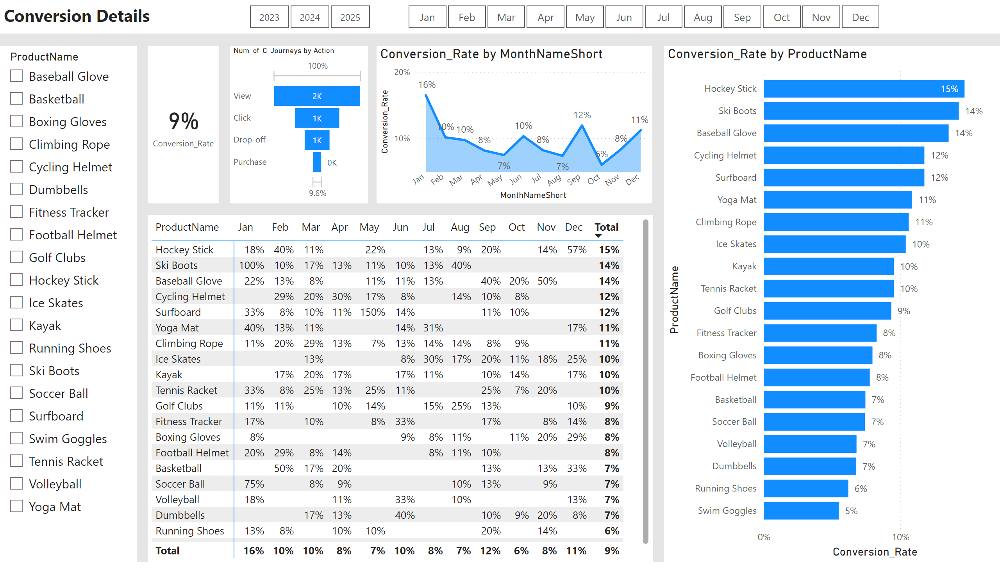 Conversion Details
2023 2024 2025
Jan Feb Mar Apr May Jun Jul Aug Sep Oct Nov Dec
ProductName
Baseball Glove
Basketball
Boxing Gloves
Climbing Rope
Cycling Helmet
Dumbbells
Fitness Tracker
Football Helmet
Golf Clubs
Hockey Stick
Ice Skates
Kayak
Running Shoes
Ski Boots
Soccer Ball
Surfboard
Swim Goggles
Tennis Racket
Volleyball
Yoga Mat
9%
Conversion_Rate
Num_of_C_Journeys by Action
100%
View 2K
Click 1K
Drop-off 1K
Purchase 0K
9.6%
Conversion_Rate by MonthNameShort
Conversion_Rate
20%
10%
16% 10% 10% 8% 7% 10% 8% 7% 12% 6% 8% 11%
Jan Feb Mar Apr May Jun Jul Aug Sep Oct Nov Dec
MonthNameShort
ProductName Jan Feb Mar Apr May Jun Jul Aug Sep Oct Nov Dec Total
Hockey Stick 18% 40% 11% 22% 13% 9% 20% 14% 57% 15%
Ski Boots 100% 10% 17% 13% 11% 10% 13% 40% 14%
Baseball Glove 22% 13% 8% 11% 11% 13% 40% 20% 50% 14%
Cycling Helmet 29% 20% 30% 17% 8% 14% 10% 8% 12%
Surfboard 33% 8% 10% 11% 150% 14% 11% 10% 12%
Yoga Mat 40% 13% 11% 14% 31% 17% 11%
Climbing Rope 11% 20% 29% 13% 7% 13% 14% 14% 8% 9% 11%
Ice Skates 13% 8% 30% 17% 20% 11% 18% 25% 10%
Kayak 17% 20% 17% 17% 11% 10% 14% 17% 10%
Tennis Racket 33% 8% 25% 13% 25% 11% 25% 7% 20% 10%
Golf Clubs 11% 11% 10% 14% 15% 25% 13% 10% 9%
Fitness Tracker 17% 10% 8% 33% 17% 8% 14% 8%
Boxing Gloves 8% 9% 8% 11% 11% 20% 29% 8%
Football Helmet 20% 29% 8% 14% 8% 11% 10% 8%
Basketball 50% 17% 20% 13% 13% 33% 7%
Soccer Ball 75% 8% 9% 10% 13% 9% 7%
Volleyball 18% 11% 33% 10% 13% 7%
Dumbbells 17% 13% 40% 10% 9% 20% 8% 7%
Running Shoes 13% 8% 10% 10% 20% 14% 6%
Total 16% 10% 10% 8% 7% 10% 8% 7% 12% 6% 8% 11% 9%
Conversion_Rate by ProductName
ProductName
Hockey Stick 15%
Ski Boots 14%
Baseball Glove 14%
Cycling Helmet 12%
Surfboard 12%
Yoga Mat 11%
Climbing Rope 11%
Ice Skates 10%
Kayak 10%
Tennis Racket 10%
Golf Clubs 9%
Fitness Tracker 8%
Boxing Gloves 8%
Football Helmet 8%
Basketball 7%
Soccer Ball 7%
Volleyball 7%
Dumbbells 7%
Running Shoes 6%
Swim Goggles 5%
0% 10%
Conversion_Rate